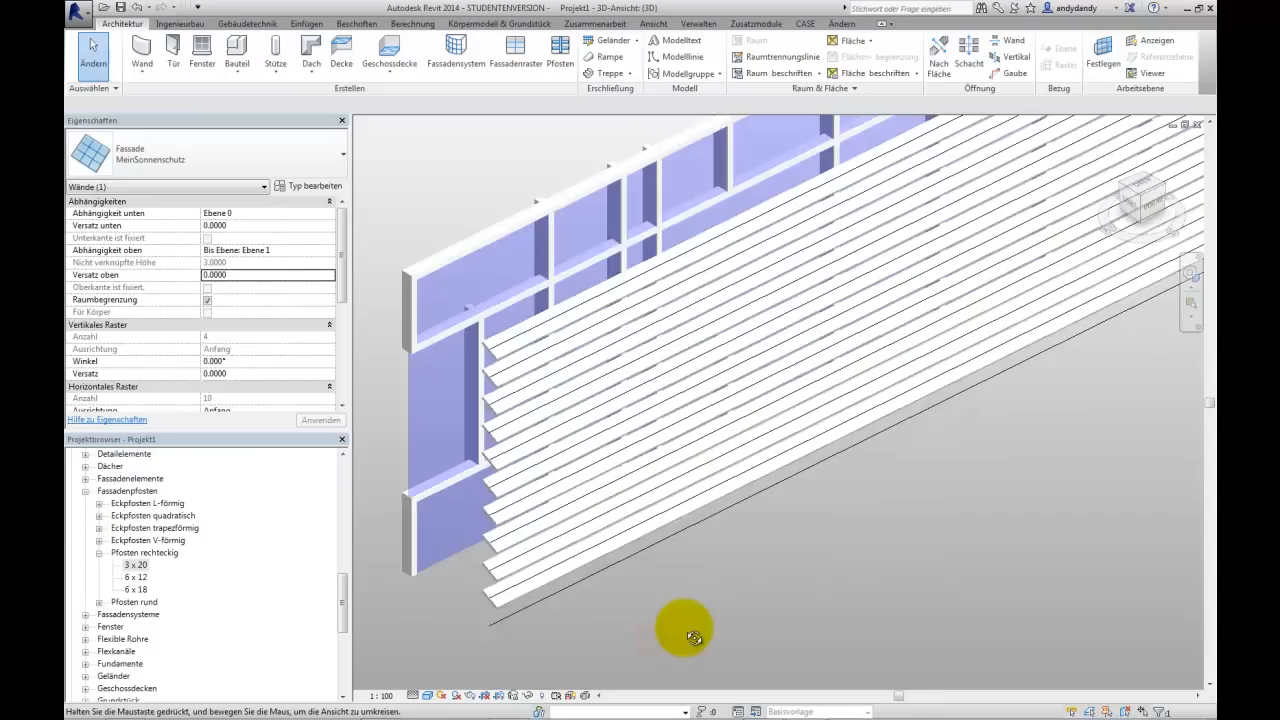 Autodesk Revit 2014 - STUDENTENVERSION - Projekt1 - 3D-Ansicht: {3D}
Stichwort oder Frage eingeben
andydandy
Architektur Ingenieurbau Gebäudetechnik Einfügen Beschriften Berechnung Körpermodell & Grundstück Zusammenarbeit Ansicht Verwalten Zusatzmodule CASE Ändern
Ändern Wand Tür Fenster Bauteil Stütze Dach Decke Geschossdecke Fassadensystem Fassadenraster Pfosten
Geländer
Rampe
Treppe
Modelltext
Modelllinie
Modellgruppe
Raum
Raumtrennungslinie
Raum beschriften
Fläche
Flächen- begrenzung
Fläche beschriften
Nach Fläche
Schacht
Wand
Vertikal
Gaube
Ebene
Raster
Festlegen
Anzeigen
Referenzebene
Viewer
Auswählen Erstellen Erschließung Modell Raum & Fläche Öffnung Bezug Arbeitsebene
Eigenschaften
Fassade
MeinSonnenschutz
Wände (1) Typ bearbeiten
Abhängigkeiten
Abhängigkeit unten Ebene 0
Versatz unten 0.0000
Unterkante ist fixiert
Abhängigkeit oben Bis Ebene: Ebene 1
Nicht verknüpfte Höhe 3.0000
Versatz oben 0.0000
Oberkante ist fixiert.
Raumbegrenzung
Für Körper
Vertikales Raster
Anzahl 4
Ausrichtung Anfang
Winkel 0.000°
Versatz 0.0000
Horizontales Raster
Anzahl 10
Ausrichtung Anfang
Hilfe zu Eigenschaften Anwenden
Projektbrowser - Projekt1
Detailelemente
Dächer
Fassadenelemente
Fassadenpfosten
Eckpfosten L-förmig
Eckpfosten quadratisch
Eckpfosten trapezförmig
Eckpfosten V-förmig
Pfosten rechteckig
3 x 20
6 x 12
6 x 18
Pfosten rund
Fassadensysteme
Fenster
Flexible Rohre
Flexkanäle
Fundamente
Geländer
Geschossdecken
Grundstück
1 : 100
Halten Sie die Maustaste gedrückt, und bewegen Sie die Maus, um die Ansicht zu umkreisen.
:0
Basisvorlage
:1